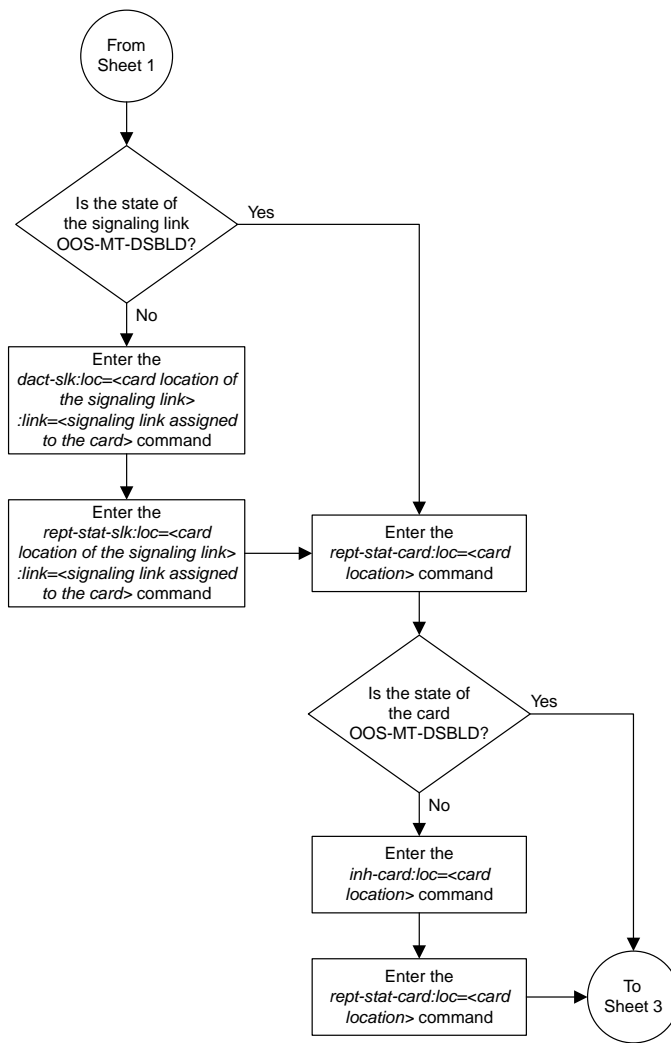 From
Sheet 1
Is the state of
the signaling link
OOS-MT-DSBLD?
Yes
No
Enter the
dact-slk:loc=<card location of
the signaling link>
:link=<signaling link assigned
to the card> command
Enter the
rept-stat-slk:loc=<card
location of the signaling link>
:link=<signaling link assigned
to the card> command
Enter the
rept-stat-card:loc=<card
location> command
Is the state of
the card
OOS-MT-DSBLD?
Yes
No
Enter the
inh-card:loc=<card
location> command
Enter the
rept-stat-card:loc=<card
location> command
To
Sheet 3